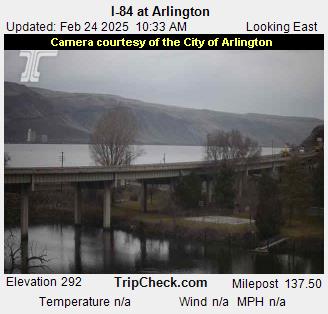 I-84 at Arlington
Updated: Feb 24 2025 10:33 AM Looking East
Camera courtesy of the City of Arlington
Elevation 292 TripCheck.com Milepost 137.50
Temperature n/a Wind n/a MPH n/a